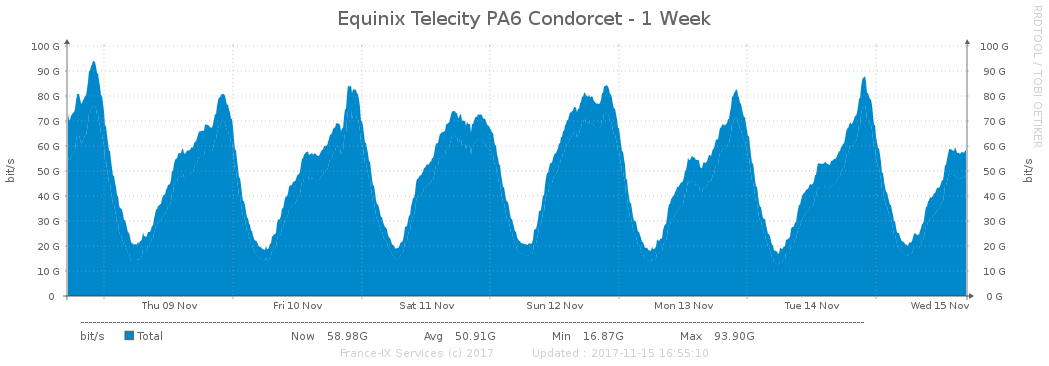 Equinix Telecity PA6 Condorcet - 1 Week
RRDTOOL / TOBI OETIKER
100 G 100 G
90 G 90 G
80 G 80 G
70 G 70 G
60 G 60 G
50 G 50 G
40 G 40 G
30 G 30 G
20 G 20 G
10 G 10 G
0 0 G
bit/s
bit/s
Thu 09 Nov Fri 10 Nov Sat 11 Nov Sun 12 Nov Mon 13 Nov Tue 14 Nov Wed 15 Nov
bit/s Total Now 58.98G Avg 50.91G Min 16.87G Max 93.90G
France-IX Services (c) 2017 Updated : 2017-11-15 16:55:10